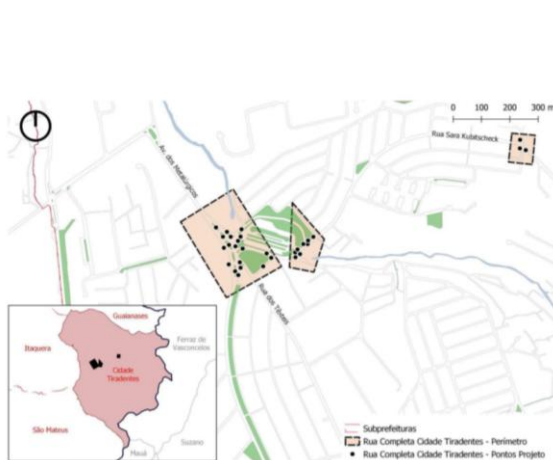 0 100 200 300 m
Rua Sara Kubitscheck
Av. dos Metalúrgicos
Rua dos Têxteis
Guaianases
Itaquera
Ferraz de
Vasconcelos
Cidade
Tiradentes
São Mateus
Suzano
Mauá
Subprefeituras
Rua Completa Cidade Tiradentes - Perímetro
Rua Completa Cidade Tiradentes - Pontos Projeto